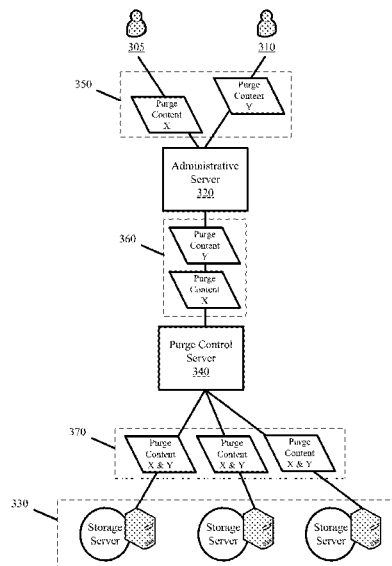 305
310
350
Purge
Content
X
Purge
Content
Y
Administrative
Server
320
360
Purge
Content
Y
Purge
Content
X
Purge Control
Server
340
370
Purge
Content
X & Y
Purge
Content
X & Y
Purge
Content
X & Y
330
Storage
Server
Storage
Server
Storage
Server